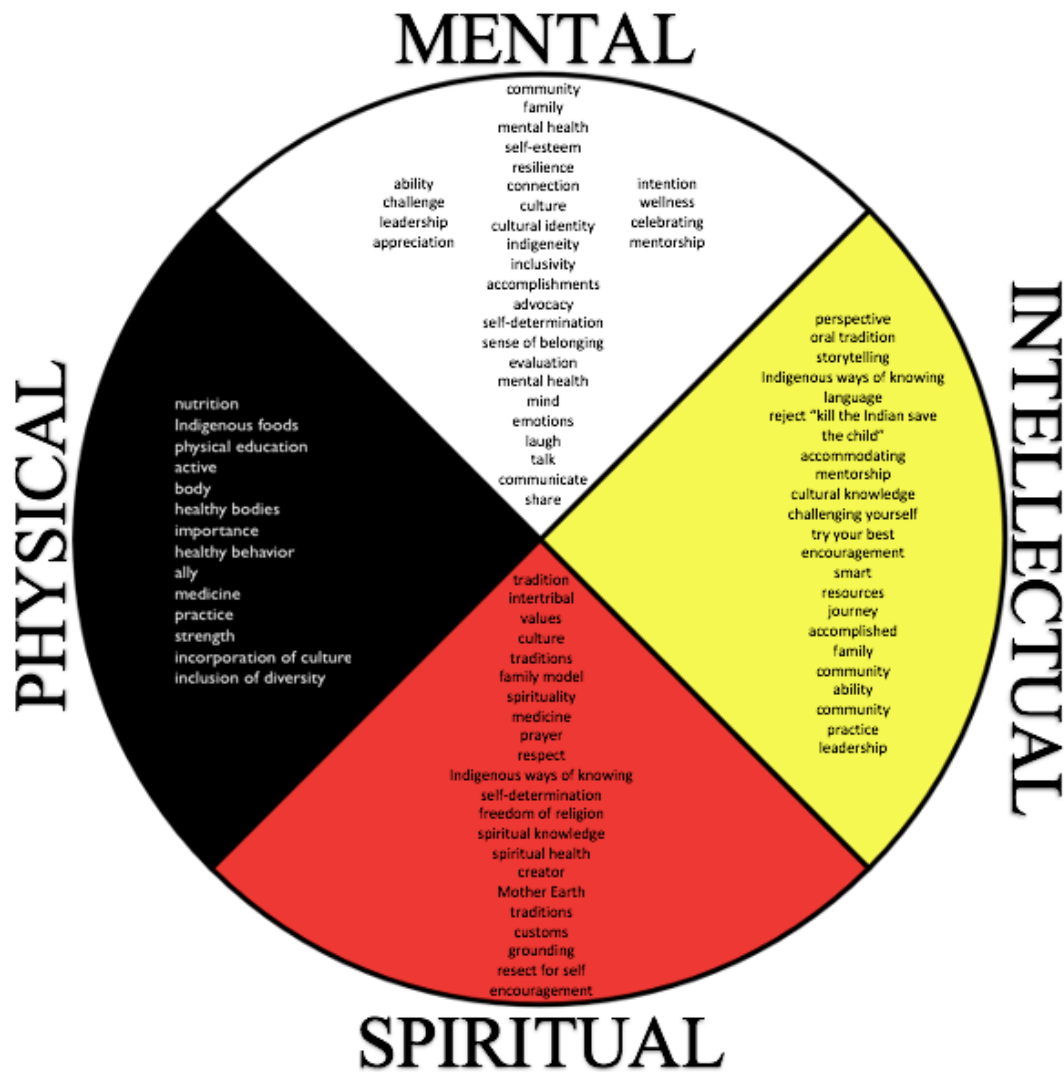 MENTAL
community
family
mental health
self-esteem
resilience
connection
culture
cultural identity
indigeneity
inclusivity
accomplishments
advocacy
self-determination
sense of belonging
evaluation
mental health
mind
emotions
laugh
talk
communicate
share
ability
challenge
leadership
appreciation
intention
wellness
celebrating
mentorship
INTELLECTUAL
perspective
oral tradition
storytelling
Indigenous ways of knowing
language
reject “kill the Indian save
the child”
accommodating
mentorship
cultural knowledge
challenging yourself
try your best
encouragement
smart
resources
journey
accomplished
family
community
ability
community
practice
leadership
PHYSICAL
nutrition
Indigenous foods
physical education
active
body
healthy bodies
importance
healthy behavior
ally
medicine
practice
strength
incorporation of culture
inclusion of diversity
tradition
intertribal
values
culture
traditions
family model
spirituality
medicine
prayer
respect
Indigenous ways of knowing
self-determination
freedom of religion
spiritual knowledge
spiritual health
creator
Mother Earth
traditions
customs
grounding
resect for self
encouragement
SPIRITUAL